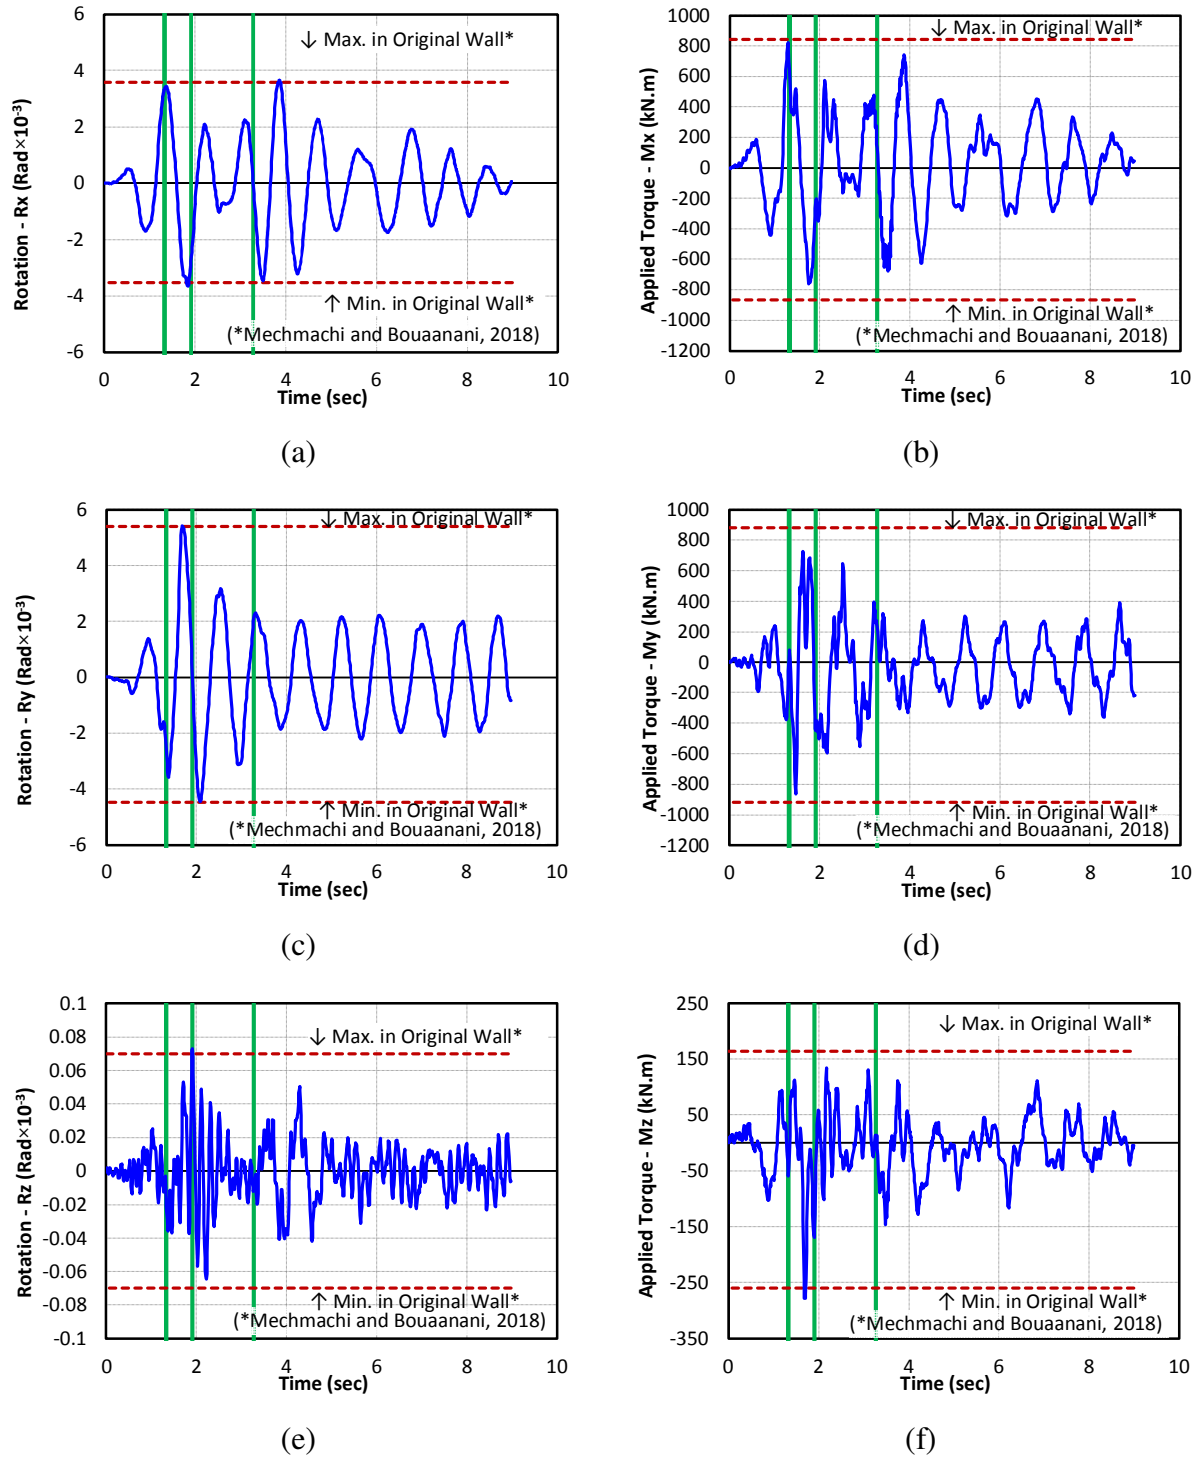 6
4
2
0
-2
-4
-6
Rotation - Rx (Rad×10⁻³)
↓ Max. in Original Wall*
↑ Min. in Original Wall*
(*Mechmachi and Bouaanani, 2018)
0 2 4 6 8 10
Time (sec)
(a)
1000
800
600
400
200
0
-200
-400
-600
-800
-1000
-1200
Applied Torque - Mx (kN.m)
↓ Max. in Original Wall*
↑ Min. in Original Wall*
(*Mechmachi and Bouaanani, 2018)
0 2 4 6 8 10
Time (sec)
(b)
6
4
2
0
-2
-4
-6
Rotation - Ry (Rad×10⁻³)
↓ Max. in Original Wall*
↑ Min. in Original Wall*
(*Mechmachi and Bouaanani, 2018)
0 2 4 6 8 10
Time (sec)
(c)
1000
800
600
400
200
0
-200
-400
-600
-800
-1000
-1200
Applied Torque - My (kN.m)
↓ Max. in Original Wall*
↑ Min. in Original Wall*
(*Mechmachi and Bouaanani, 2018)
0 2 4 6 8 10
Time (sec)
(d)
0.1
0.08
0.06
0.04
0.02
0
-0.02
-0.04
-0.06
-0.08
-0.1
Rotation - Rz (Rad×10⁻³)
↓ Max. in Original Wall*
↑ Min. in Original Wall*
(*Mechmachi and Bouaanani, 2018)
0 2 4 6 8 10
Time (sec)
(e)
250
150
50
-50
-150
-250
-350
Applied Torque - Mz (kN.m)
↓ Max. in Original Wall*
↑ Min. in Original Wall*
(*Mechmachi and Bouaanani, 2018)
0 2 4 6 8 10
Time (sec)
(f)